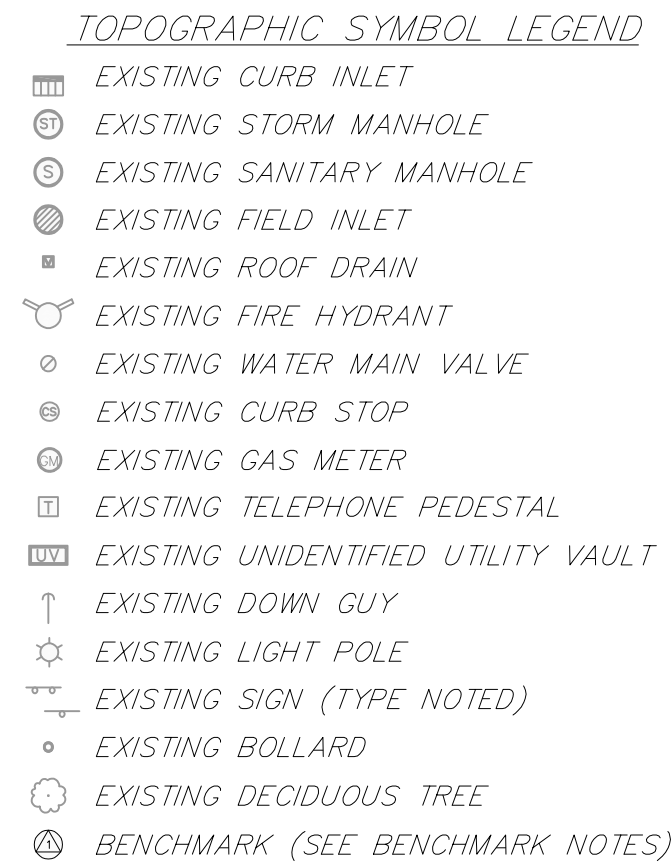 TOPOGRAPHIC SYMBOL LEGEND
EXISTING CURB INLET
ST EXISTING STORM MANHOLE
S EXISTING SANITARY MANHOLE
EXISTING FIELD INLET
EXISTING ROOF DRAIN
EXISTING FIRE HYDRANT
EXISTING WATER MAIN VALVE
CS EXISTING CURB STOP
GM EXISTING GAS METER
T EXISTING TELEPHONE PEDESTAL
UV EXISTING UNIDENTIFIED UTILITY VAULT
EXISTING DOWN GUY
EXISTING LIGHT POLE
EXISTING SIGN (TYPE NOTED)
EXISTING BOLLARD
EXISTING DECIDUOUS TREE
1 BENCHMARK (SEE BENCHMARK NOTES)